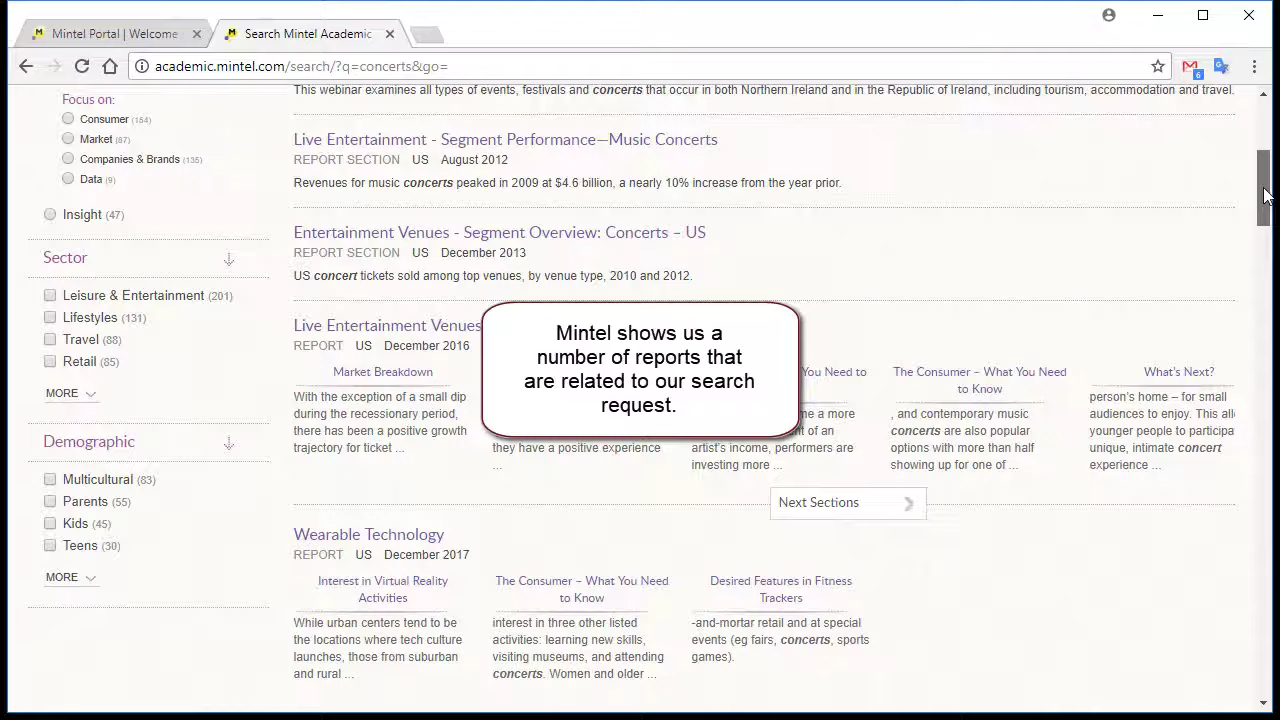 Mintel Portal | Welcome
Search Mintel Academic
academic.mintel.com/search/?q=concerts&go=
6
This webinar examines all types of events, festivals and concerts that occur in both Northern Ireland and in the Republic of Ireland, including tourism, accommodation and travel.
Focus on:
Consumer (154)
Market (87)
Companies & Brands (135)
Data (9)
Insight (47)
Sector
Leisure & Entertainment (201)
Lifestyles (131)
Travel (88)
Retail (85)
MORE
Demographic
Multicultural (83)
Parents (55)
Kids (45)
Teens (30)
MORE
Live Entertainment - Segment Performance—Music Concerts
REPORT SECTION US August 2012
Revenues for music concerts peaked in 2009 at $4.6 billion, a nearly 10% increase from the year prior.
Entertainment Venues - Segment Overview: Concerts – US
REPORT SECTION US December 2013
US concert tickets sold among top venues, by venue type, 2010 and 2012.
Live Entertainment Venues
REPORT US December 2016
Mintel shows us a
number of reports that
are related to our search
request.
Market Breakdown
With the exception of a small dip
during the recessionary period,
there has been a positive growth
trajectory for ticket ...
they have a positive experience
...
You Need to
me a more
nt of an
artist's income, performers are
investing more ...
The Consumer – What You Need
to Know
, and contemporary music
concerts are also popular
options with more than half
showing up for one of ...
What's Next?
person's home – for small
audiences to enjoy. This all
younger people to participa
unique, intimate concert
experience ...
Next Sections
Wearable Technology
REPORT US December 2017
Interest in Virtual Reality
Activities
While urban centers tend to be
the locations where tech culture
launches, those from suburban
and rural ...
The Consumer – What You Need
to Know
interest in three other listed
activities: learning new skills,
visiting museums, and attending
concerts. Women and older ...
Desired Features in Fitness
Trackers
-and-mortar retail and at special
events (eg fairs, concerts, sports
games).